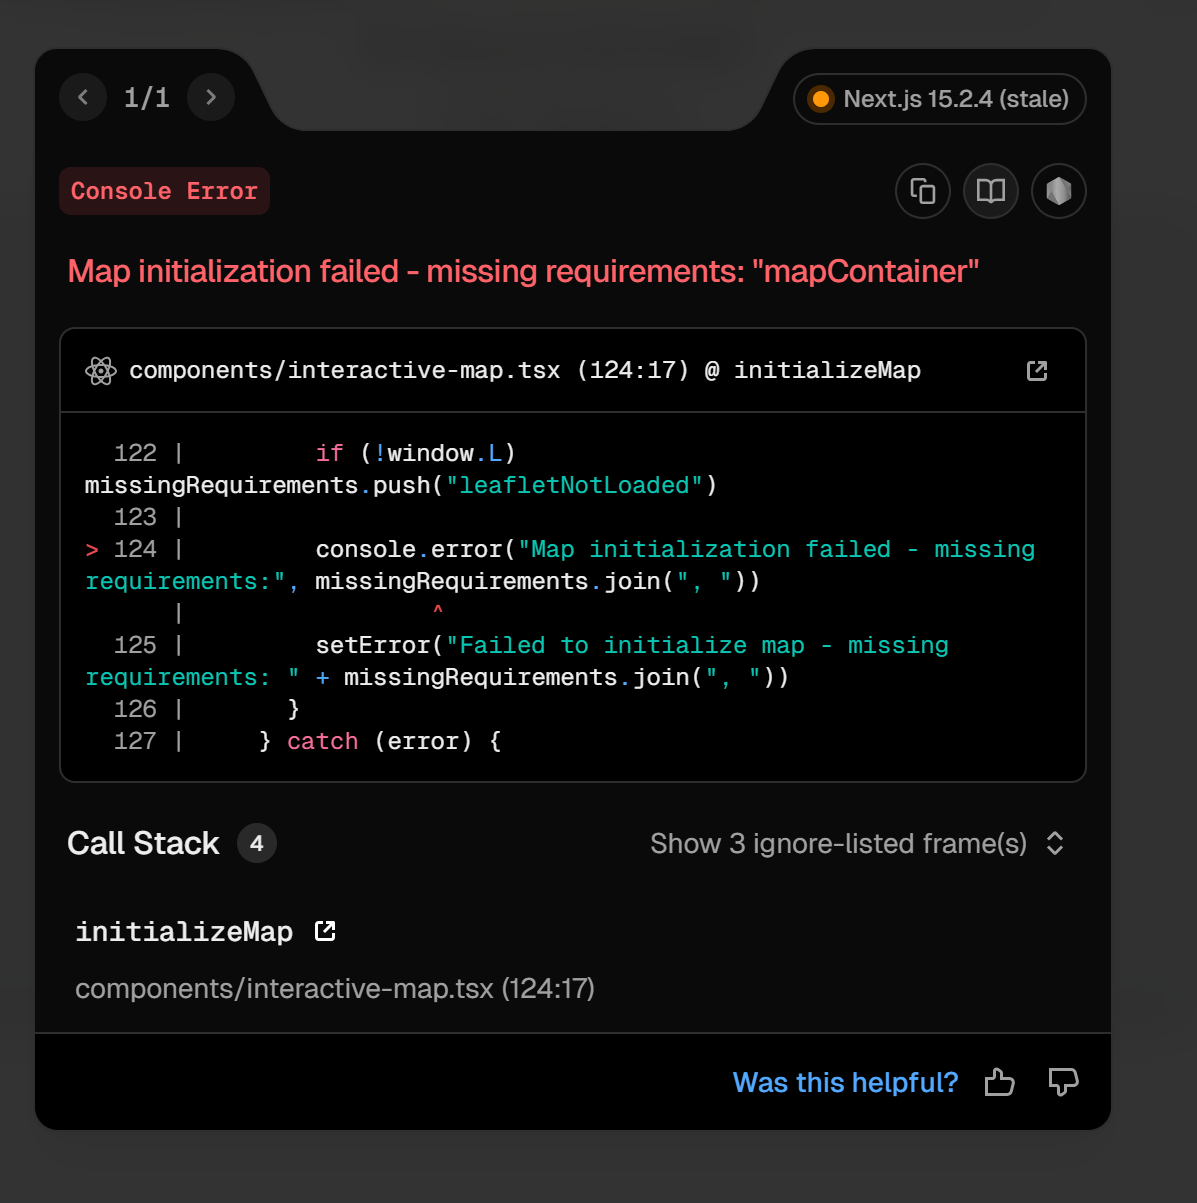 1/1
Next.js 15.2.4 (stale)
Console Error
Map initialization failed - missing requirements: "mapContainer"
components/interactive-map.tsx (124:17) @ initializeMap
122 |         if (!window.L)
missingRequirements.push("leafletNotLoaded")
123 |
> 124 |         console.error("Map initialization failed - missing
requirements:", missingRequirements.join(", "))
|                 ^
125 |         setError("Failed to initialize map - missing
requirements: " + missingRequirements.join(", "))
126 |       }
127 |     } catch (error) {
Call Stack 4
Show 3 ignore-listed frame(s)
initializeMap
components/interactive-map.tsx (124:17)
Was this helpful?